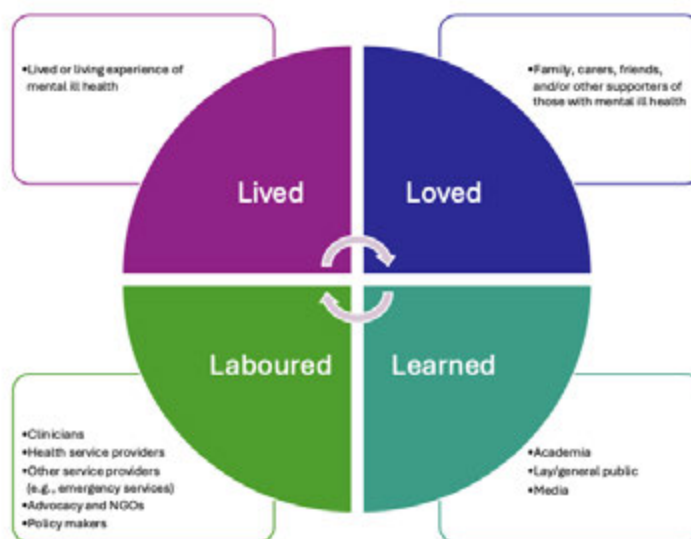 •Lived or living experience of
mental ill health
•Family, carers, friends,
and/or other supporters of
those with mental ill health
Lived
Loved
Laboured
Learned
•Clinicians
•Health service providers
•Other service providers
(e.g., emergency services)
•Advocacy and NGOs
•Policy makers
•Academia
•Lay/general public
•Media